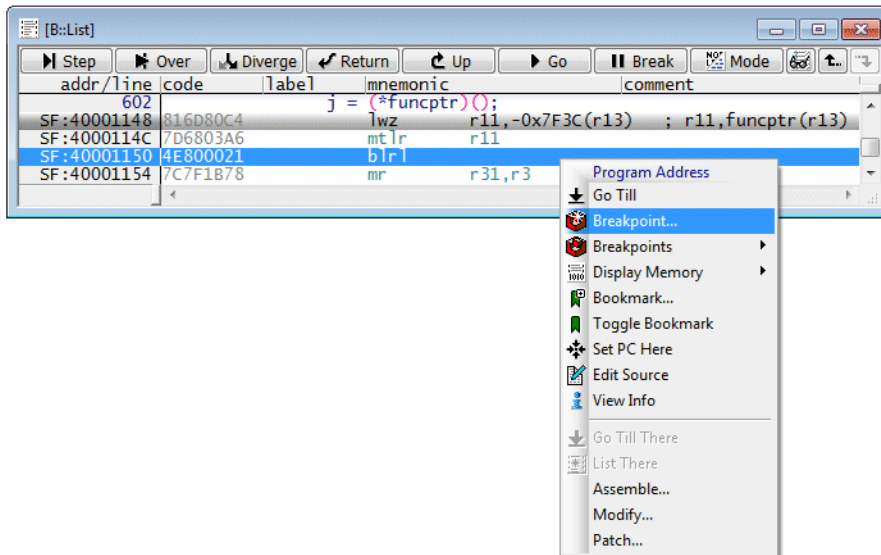 [B::List]
Step Over Diverge Return Up Go Break Mode t..
addr/line code label mnemonic comment
602 j = (*funcptr)();
SF:40001148 816D80C4 lwz r11,-0x7F3C(r13) ; r11,funcptr(r13)
SF:4000114C 7D6803A6 mtlr r11
SF:40001150 4E800021 blrl
SF:40001154 7C7F1B78 mr r31,r3
Program Address
Go Till
Breakpoint...
Breakpoints
Display Memory
Bookmark...
Toggle Bookmark
Set PC Here
Edit Source
View Info
Go Till There
List There
Assemble...
Modify...
Patch...